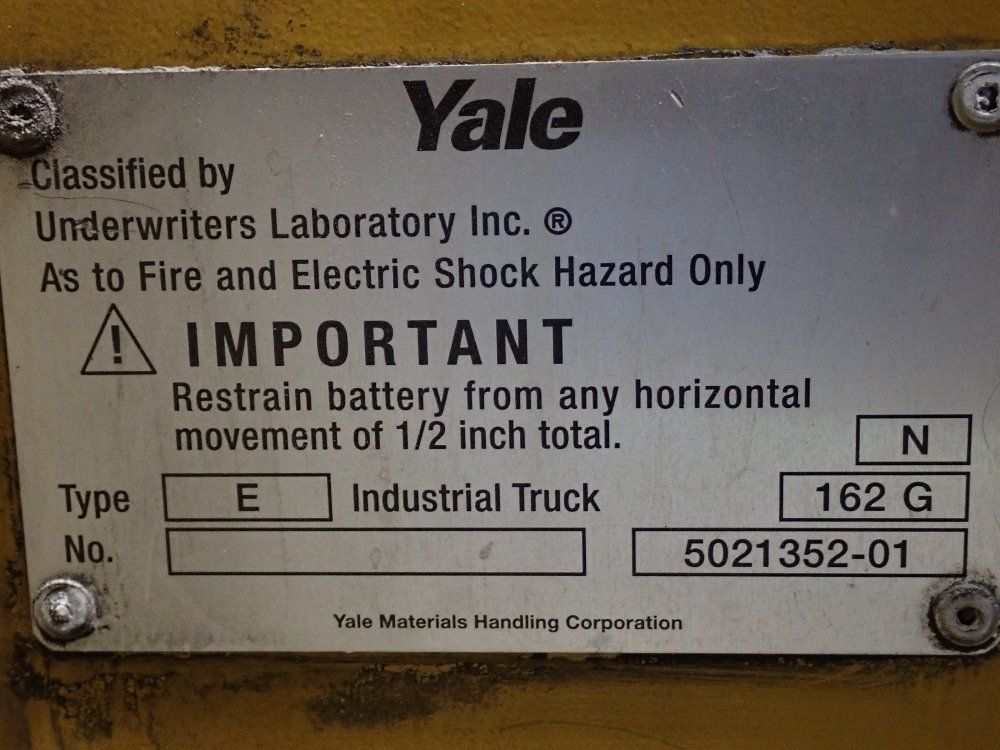 Yale
Classified by
Underwriters Laboratory Inc. ®
As to Fire and Electric Shock Hazard Only
! IMPORTANT
Restrain battery from any horizontal
movement of 1/2 inch total.
N
Type E Industrial Truck 162 G
No. 5021352-01
Yale Materials Handling Corporation